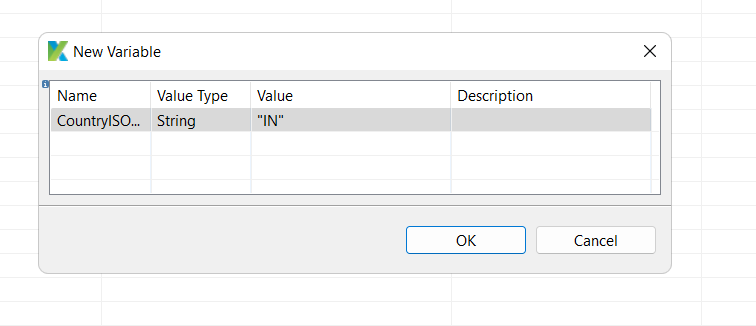 New Variable
Name Value Type Value Description
CountryISO... String "IN"
OK Cancel